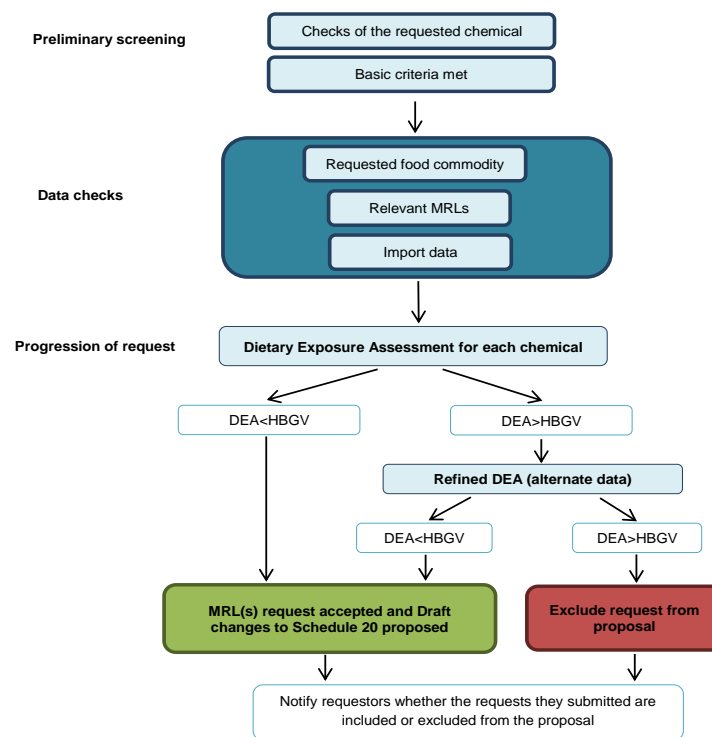 Preliminary screening
Checks of the requested chemical
Basic criteria met
Data checks
Requested food commodity
Relevant MRLs
Import data
Progression of request
Dietary Exposure Assessment for each chemical
DEA<HBGV
DEA>HBGV
Refined DEA (alternate data)
DEA<HBGV
DEA>HBGV
MRL(s) request accepted and Draft
changes to Schedule 20 proposed
Exclude request from
proposal
Notify requestors whether the requests they submitted are
included or excluded from the proposal